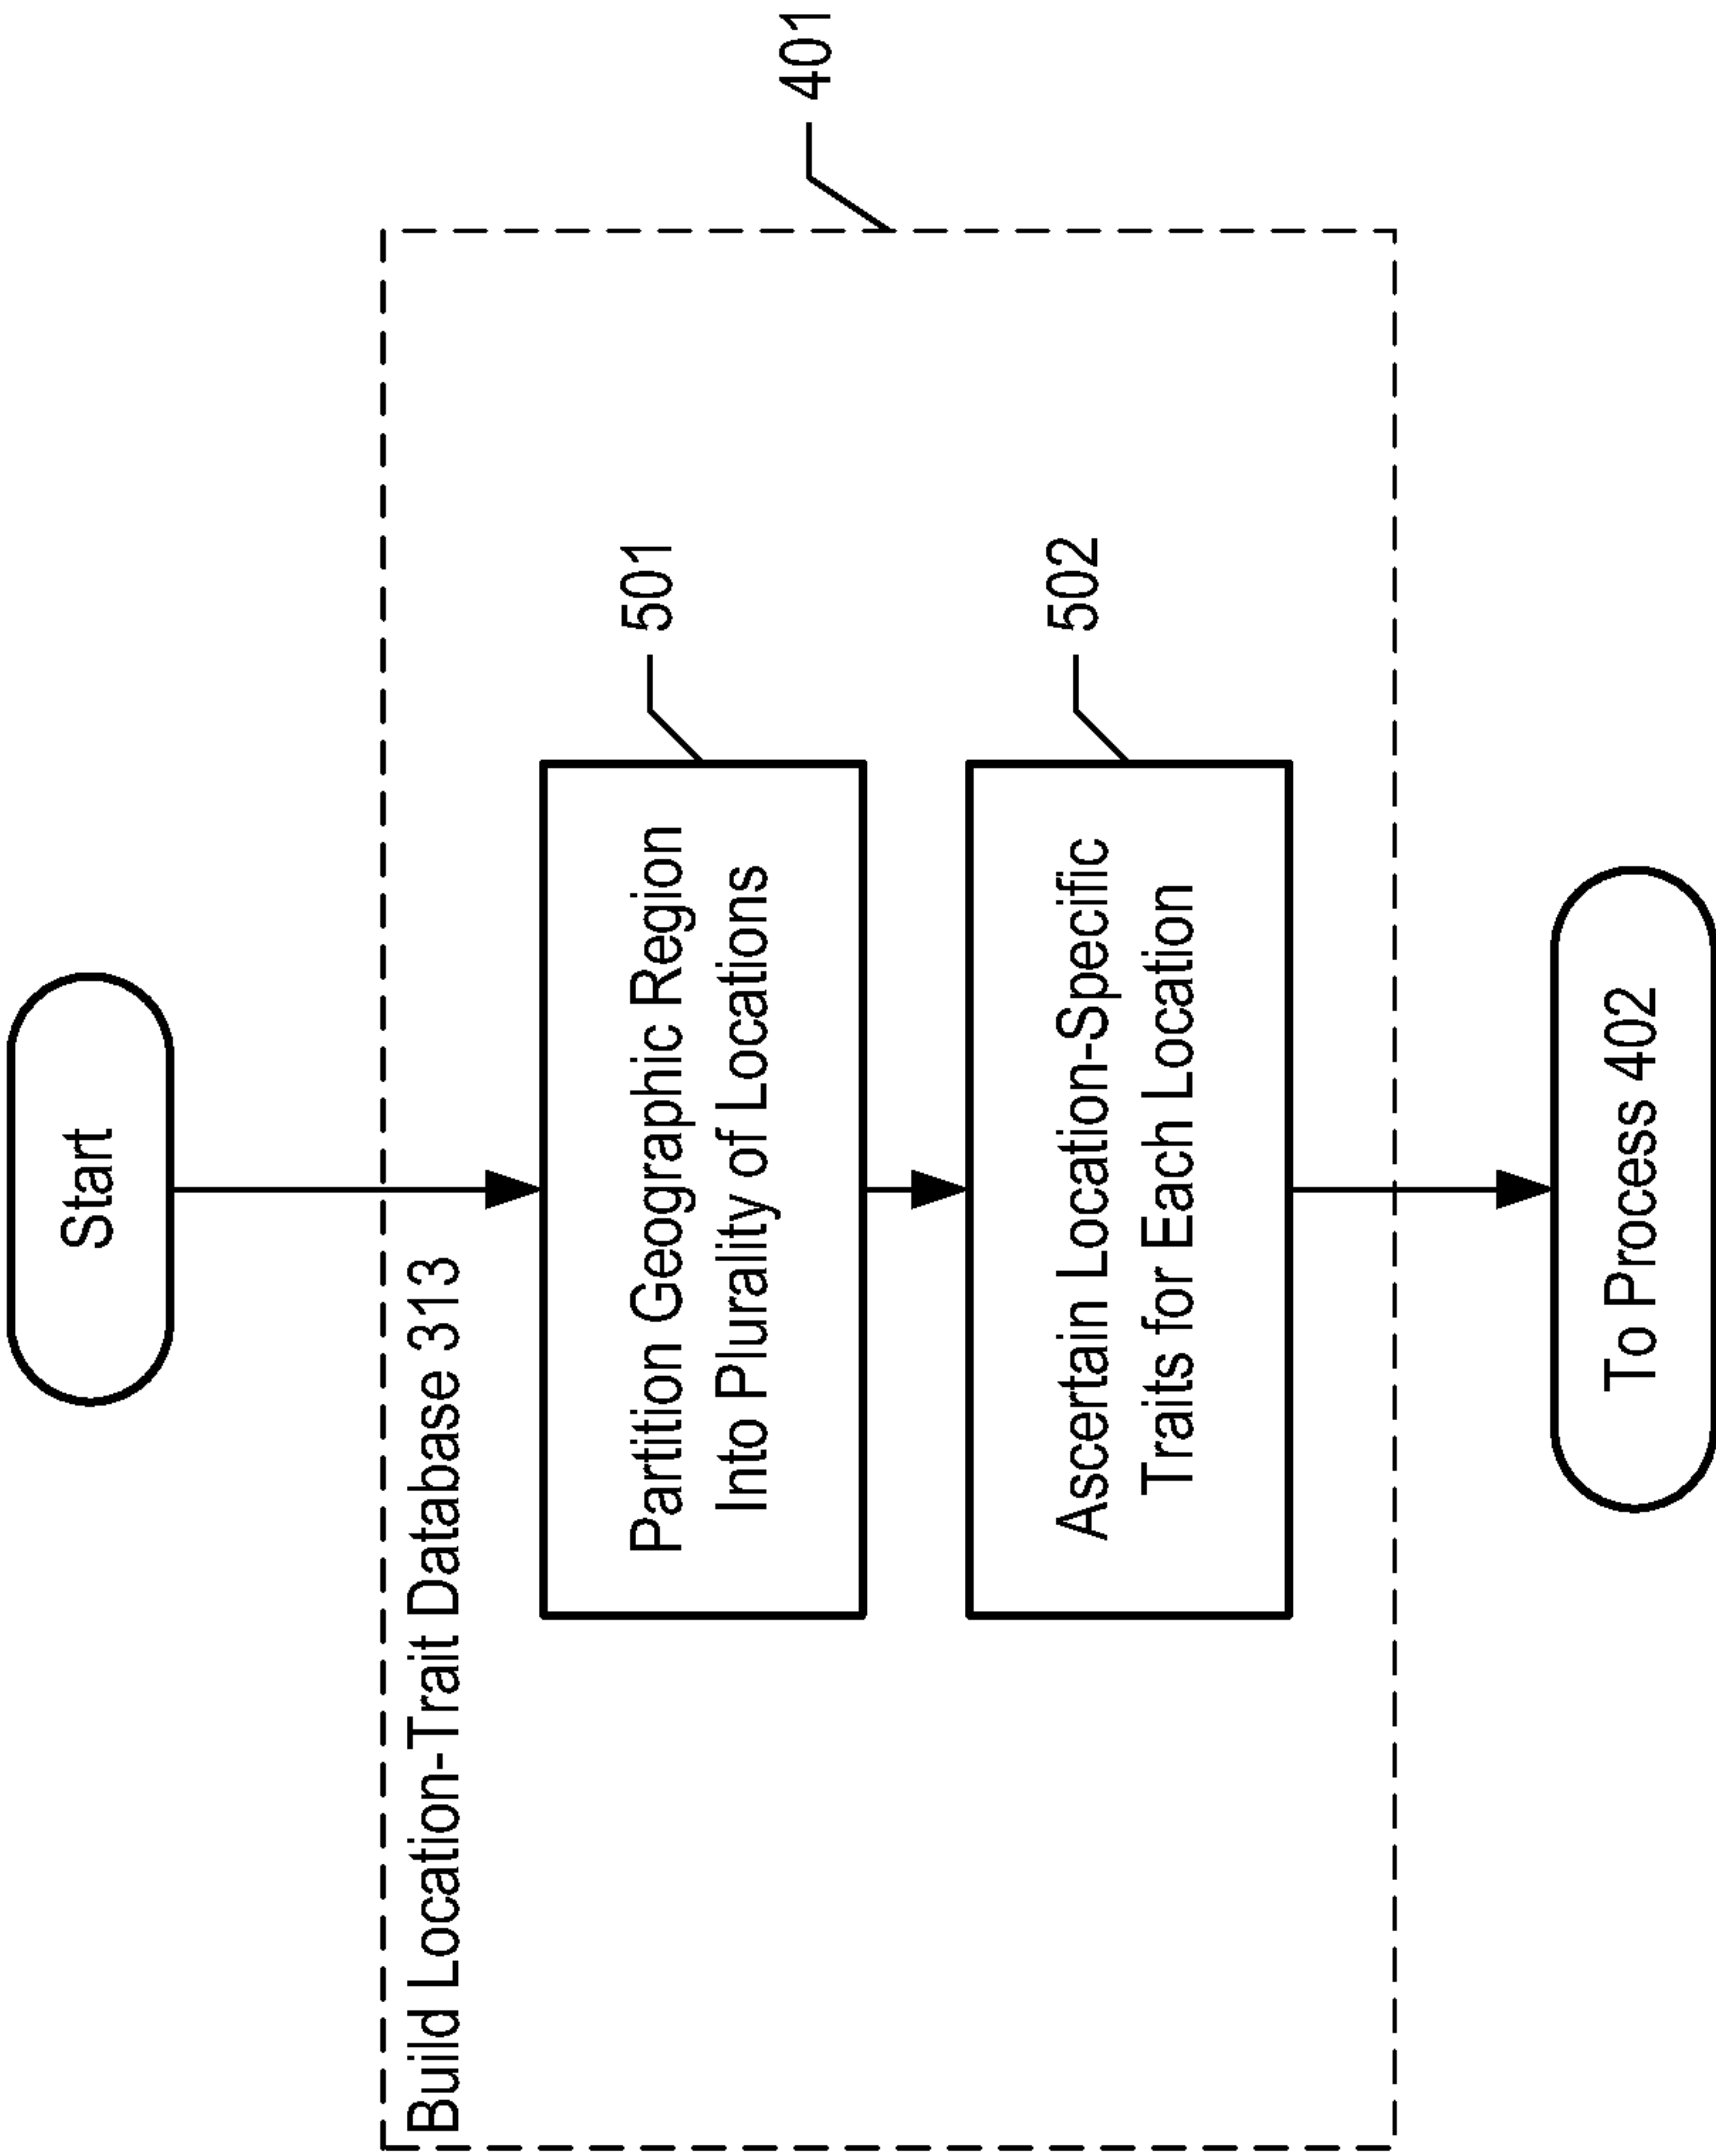 Start
Build Location-Trait Database 313
401
Partition Geographic Region
Into Plurality of Locations
501
Ascertain Location-Specific
Traits for Each Location
502
To Process 402